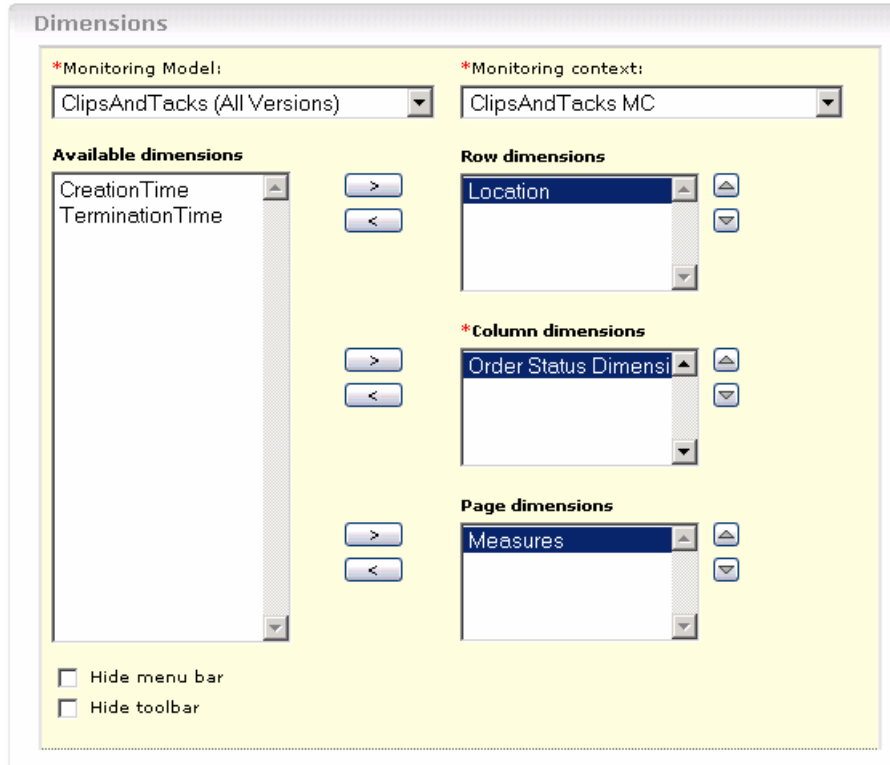 Dimensions
*Monitoring Model:
*Monitoring context:
ClipsAndTacks (All Versions)
ClipsAndTacks MC
Available dimensions
Row dimensions
CreationTime
TerminationTime
>
<
Location
*Column dimensions
>
<
Order Status Dimensi
Page dimensions
>
<
Measures
Hide menu bar
Hide toolbar